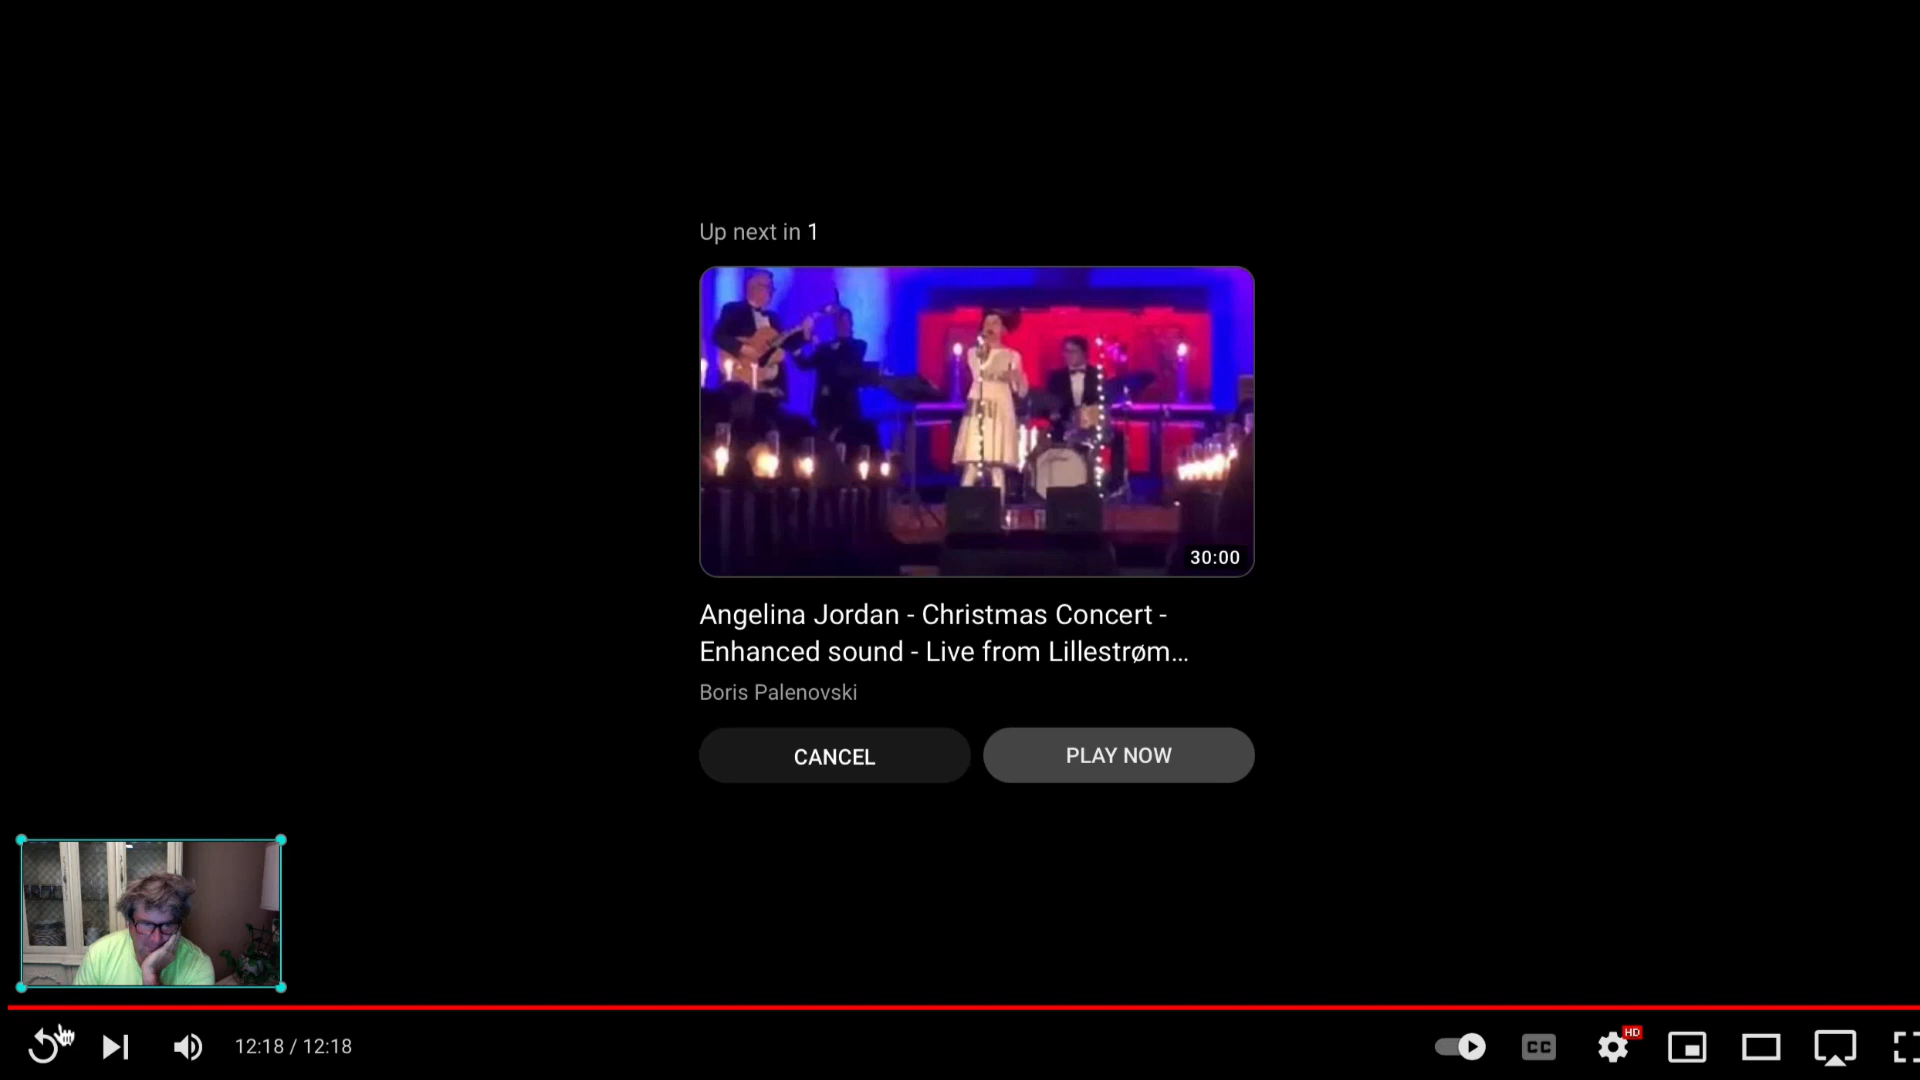 Up next in 1
30:00
Angelina Jordan - Christmas Concert -
Enhanced sound - Live from Lillestrøm...
Boris Palenovski
CANCEL
PLAY NOW
12:18 / 12:18
CC
HD